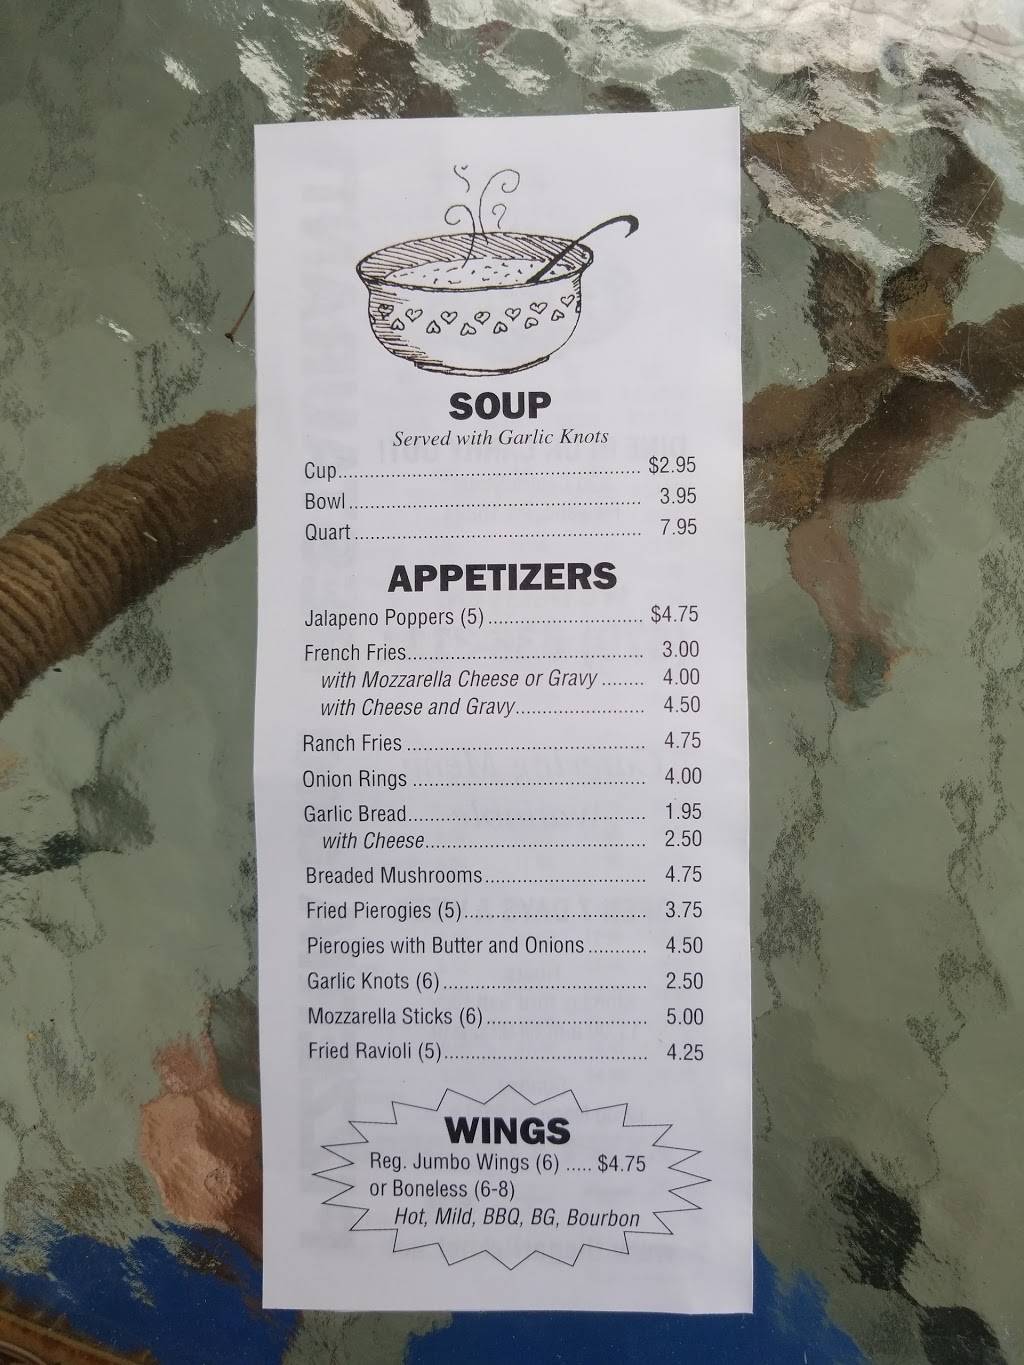 SOUP
Served with Garlic Knots
Cup................................................ $2.95
Bowl................................................ 3.95
Quart................................................ 7.95
APPETIZERS
Jalapeno Poppers (5)............................. $4.75
French Fries............................................ 3.00
with Mozzarella Cheese or Gravy........ 4.00
with Cheese and Gravy........................ 4.50
Ranch Fries............................................. 4.75
Onion Rings............................................ 4.00
Garlic Bread............................................. 1.95
with Cheese......................................... 2.50
Breaded Mushrooms.............................. 4.75
Fried Pierogies (5).................................. 3.75
Pierogies with Butter and Onions........... 4.50
Garlic Knots (6)...................................... 2.50
Mozzarella Sticks (6).............................. 5.00
Fried Ravioli (5)...................................... 4.25
WINGS
Reg. Jumbo Wings (6) ..... $4.75
or Boneless (6-8)
Hot, Mild, BBQ, BG, Bourbon